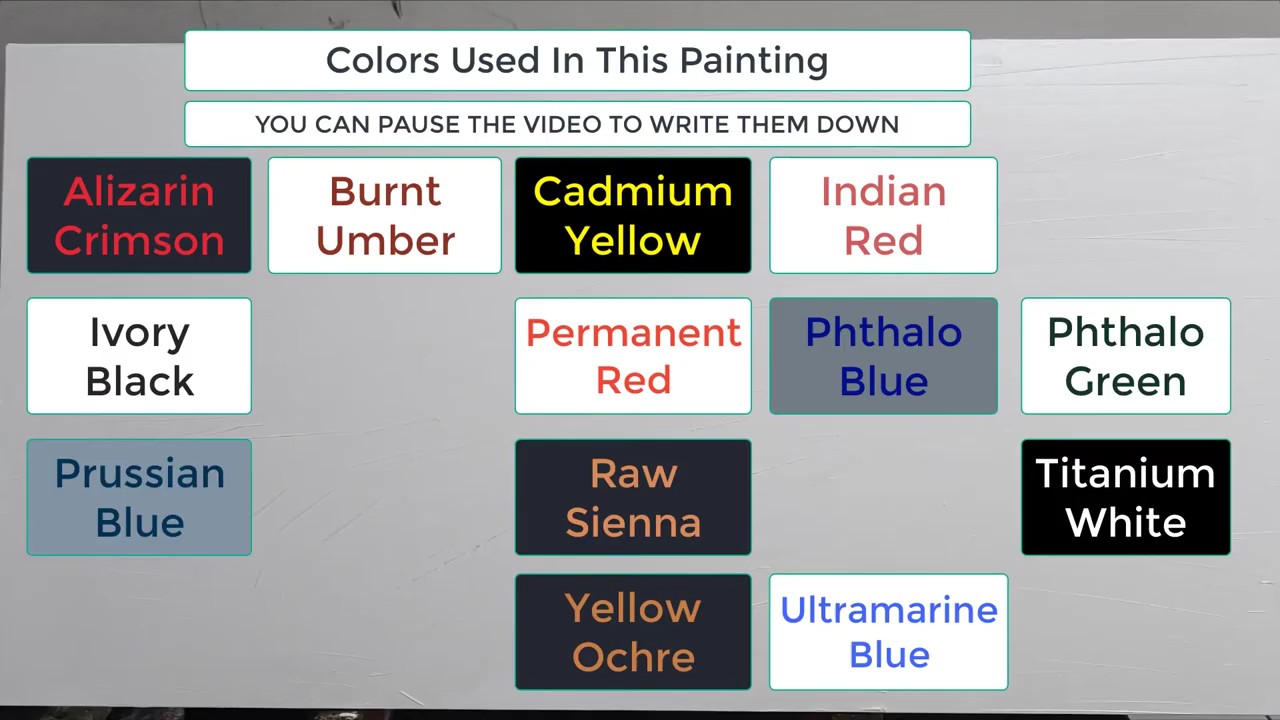 Colors Used In This Painting
YOU CAN PAUSE THE VIDEO TO WRITE THEM DOWN
Alizarin
Crimson
Burnt
Umber
Cadmium
Yellow
Indian
Red
Ivory
Black
Permanent
Red
Phthalo
Blue
Phthalo
Green
Prussian
Blue
Raw
Sienna
Titanium
White
Yellow
Ochre
Ultramarine
Blue